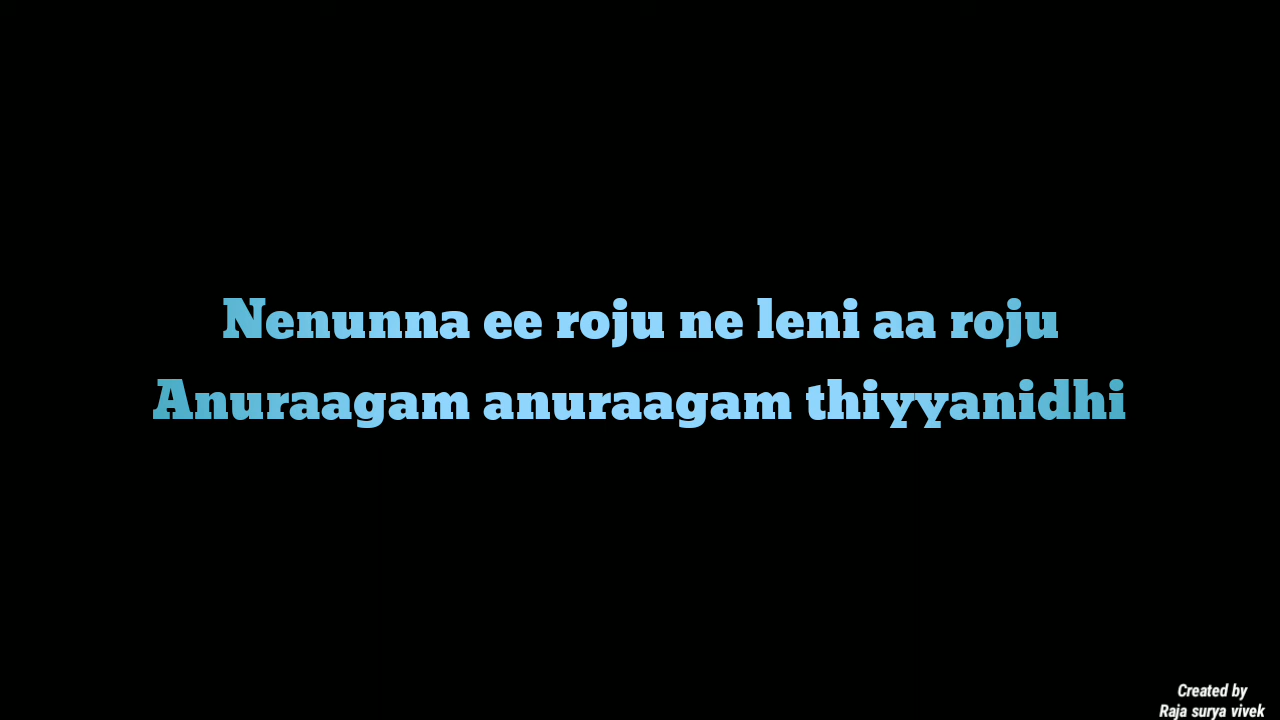 Nenunna ee roju ne leni aa roju
Anuraagam anuraagam thiyyanidhi
Created by
Raja surya vivek